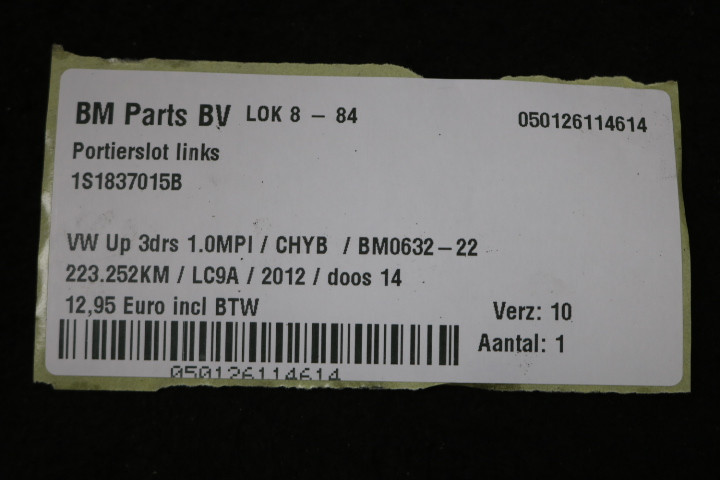 BM Parts BV LOK 8 – 84 050126114614
Portierslot links
1S1837015B
VW Up 3drs 1.0MPI / CHYB / BM0632-22
223.252KM / LC9A / 2012 / doos 14
12,95 Euro incl BTW Verz: 10
Aantal: 1
050126114614